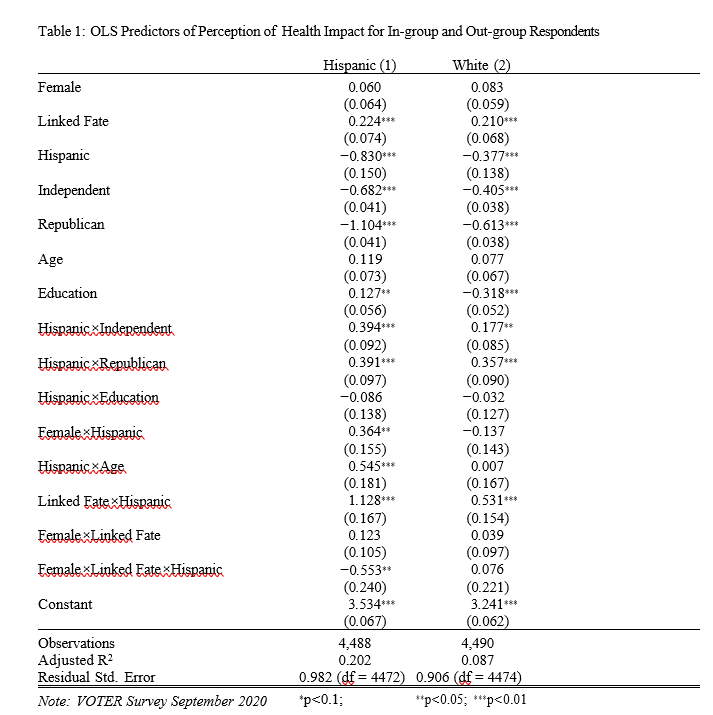 Table 1: OLS Predictors of Perception of Health Impact for In-group and Out-group Respondents
Hispanic (1) White (2)
Female 0.060 0.083
(0.064) (0.059)
Linked Fate 0.224*** 0.210***
(0.074) (0.068)
Hispanic −0.830*** −0.377***
(0.150) (0.138)
Independent −0.682*** −0.405***
(0.041) (0.038)
Republican −1.104*** −0.613***
(0.041) (0.038)
Age 0.119 0.077
(0.073) (0.067)
Education 0.127** −0.318***
(0.056) (0.052)
Hispanic×Independent 0.394*** 0.177**
(0.092) (0.085)
Hispanic×Republican 0.391*** 0.357***
(0.097) (0.090)
Hispanic×Education −0.086 −0.032
(0.138) (0.127)
Female×Hispanic 0.364** −0.137
(0.155) (0.143)
Hispanic×Age 0.545*** 0.007
(0.181) (0.167)
Linked Fate×Hispanic 1.128*** 0.531***
(0.167) (0.154)
Female×Linked Fate 0.123 0.039
(0.105) (0.097)
Female×Linked Fate×Hispanic −0.553** 0.076
(0.240) (0.221)
Constant 3.534*** 3.241***
(0.067) (0.062)
Observations 4,488 4,490
Adjusted R² 0.202 0.087
Residual Std. Error 0.982 (df = 4472) 0.906 (df = 4474)
Note: VOTER Survey September 2020 *p<0.1; **p<0.05; ***p<0.01